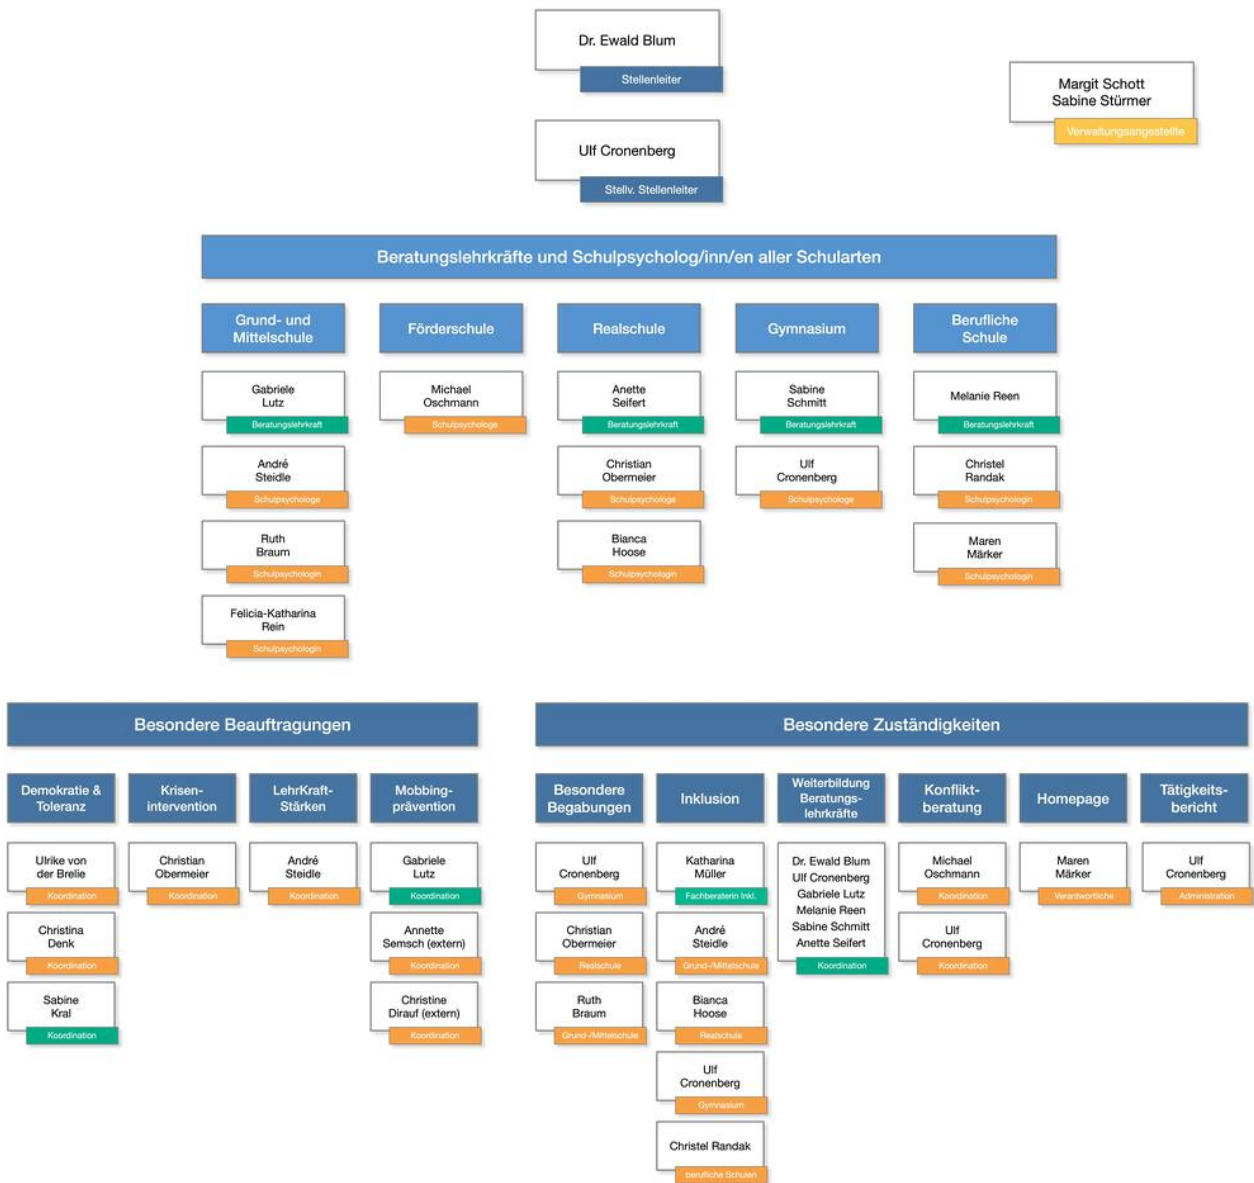 Dr. Ewald Blum
Stellenleiter
Margit Schott
Sabine Stürmer
Verwaltungsangestellte
Ulf Cronenberg
Stellv. Stellenleiter
Beratungslehrkräfte und Schulpsycholog/inn/en aller Schularten
Grund- und
Mittelschule
Gabriele
Lutz
Beratungslehrkraft
André
Steidle
Schulpsychologe
Ruth
Braum
Schulpsychologin
Felicia-Katharina
Rein
Schulpsychologin
Förderschule
Michael
Oschmann
Schulpsychologe
Realschule
Anette
Seifert
Beratungslehrkraft
Christian
Obermeier
Schulpsychologe
Bianca
Hoose
Schulpsychologin
Gymnasium
Sabine
Schmitt
Beratungslehrkraft
Ulf
Cronenberg
Schulpsychologe
Berufliche
Schule
Melanie Reen
Beratungslehrkraft
Christel
Randak
Schulpsychologin
Maren
Märker
Schulpsychologin
Besondere Beauftragungen
Demokratie &
Toleranz
Ulrike von
der Brelie
Koordination
Christina
Denk
Koordination
Sabine
Kral
Koordination
Krisen-
intervention
Christian
Obermeier
Koordination
LehrKraft-
Stärken
André
Steidle
Koordination
Mobbing-
prävention
Gabriele
Lutz
Koordination
Annette
Semsch (extern)
Koordination
Christine
Dirauf (extern)
Koordination
Besondere Zuständigkeiten
Besondere
Begabungen
Ulf
Cronenberg
Gymnasium
Christian
Obermeier
Realschule
Ruth
Braum
Grund-/Mittelschule
Inklusion
Katharina
Müller
Fachberaterin Inkl.
André
Steidle
Grund-/Mittelschule
Bianca
Hoose
Realschule
Ulf
Cronenberg
Gymnasium
Christel Randak
berufliche Schulen
Weiterbildung
Beratungs-
lehrkräfte
Dr. Ewald Blum
Ulf Cronenberg
Gabriele Lutz
Melanie Reen
Sabine Schmitt
Anette Seifert
Koordination
Konflikt-
beratung
Michael
Oschmann
Koordination
Ulf
Cronenberg
Koordination
Homepage
Maren
Märker
Verantwortliche
Tätigkeits-
bericht
Ulf
Cronenberg
Administration